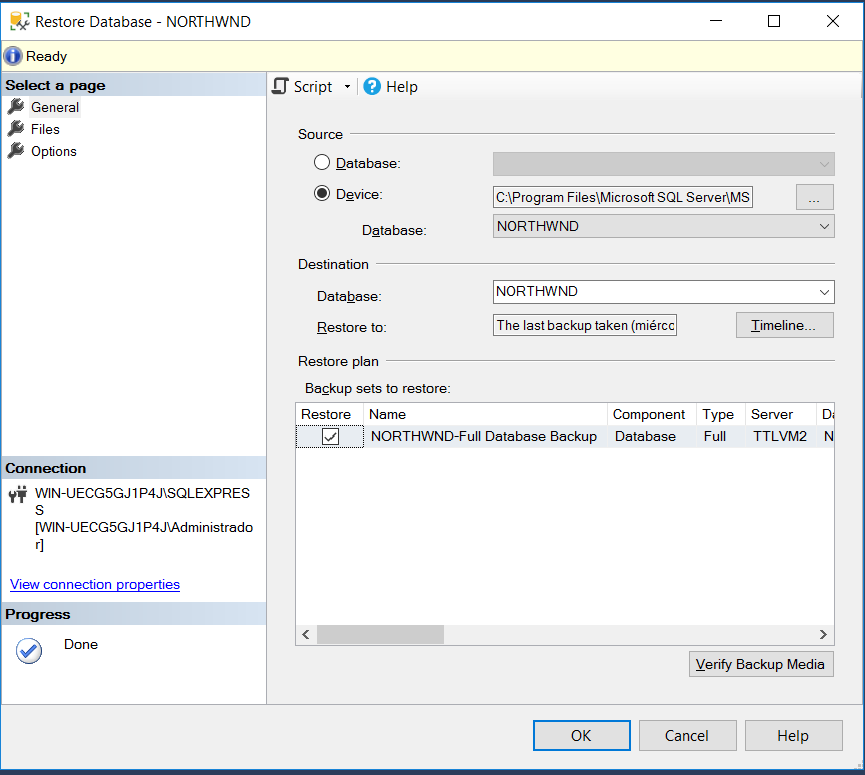 Restore Database - NORTHWND
Ready
Select a page
General
Files
Options
Script
Help
Source
Database:
Device:
C:\Program Files\Microsoft SQL Server\MS
...
Database:
NORTHWND
Destination
Database:
NORTHWND
Restore to:
The last backup taken (miérco
Timeline...
Restore plan
Backup sets to restore:
Restore Name Component Type Server Da
NORTHWND-Full Database Backup Database Full TTLVM2 N
Verify Backup Media
Connection
WIN-UECG5GJ1P4J\SQLEXPRES
S
[WIN-UECG5GJ1P4J\Administrado
r]
View connection properties
Progress
Done
OK
Cancel
Help